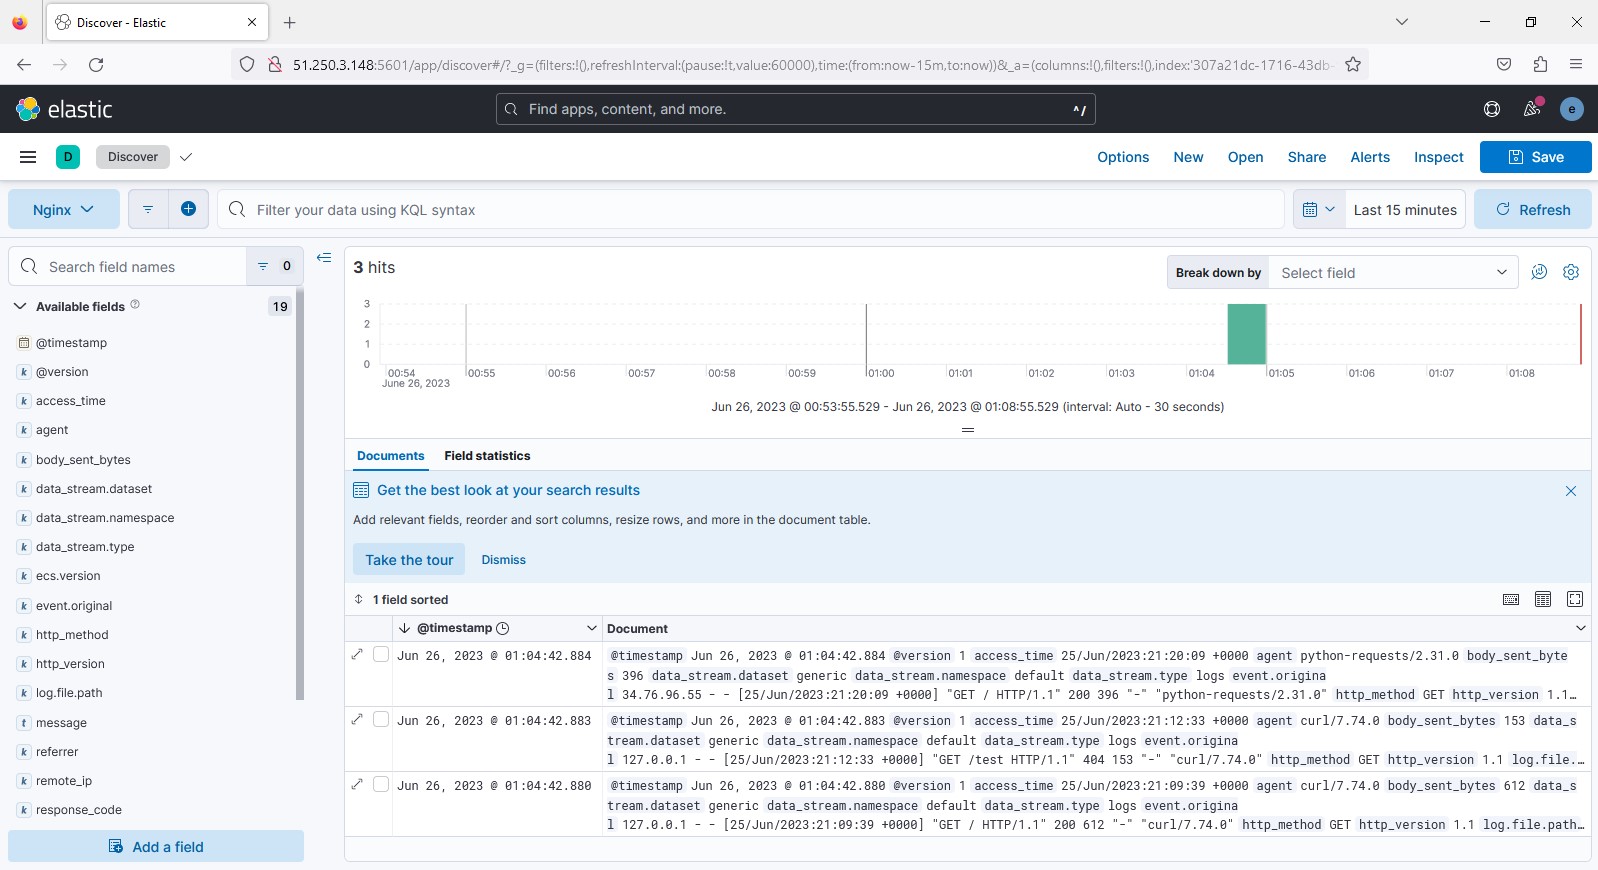 Discover - Elastic
51.250.3.148:5601/app/discover#/?_g=(filters:!(),refreshInterval:(pause:!t,value:60000),time:(from:now-15m,to:now))&_a=(columns:!(),filters:!(),index:'307a21dc-1716-43db-
elastic
Find apps, content, and more.
^/
e
D
Discover
Options
New
Open
Share
Alerts
Inspect
Save
Nginx
Filter your data using KQL syntax
Last 15 minutes
Refresh
Search field names
0
Available fields
19
@timestamp
k @version
k access_time
k agent
k body_sent_bytes
k data_stream.dataset
k data_stream.namespace
k data_stream.type
k ecs.version
k event.original
k http_method
k http_version
k log.file.path
t message
k referrer
k remote_ip
k response_code
Add a field
3 hits
Break down by
Select field
3
2
1
0
00:54
00:55
00:56
00:57
00:58
00:59
01:00
01:01
01:02
01:03
01:04
01:05
01:06
01:07
01:08
June 26, 2023
Jun 26, 2023 @ 00:53:55.529 - Jun 26, 2023 @ 01:08:55.529 (interval: Auto - 30 seconds)
Documents
Field statistics
Get the best look at your search results
Add relevant fields, reorder and sort columns, resize rows, and more in the document table.
Take the tour
Dismiss
1 field sorted
@timestamp
Document
Jun 26, 2023 @ 01:04:42.884
@timestamp Jun 26, 2023 @ 01:04:42.884 @version 1 access_time 25/Jun/2023:21:20:09 +0000 agent python-requests/2.31.0 body_sent_byte
s 396 data_stream.dataset generic data_stream.namespace default data_stream.type logs event.origina
l 34.76.96.55 - - [25/Jun/2023:21:20:09 +0000] "GET / HTTP/1.1" 200 396 "-" "python-requests/2.31.0" http_method GET http_version 1.1…
Jun 26, 2023 @ 01:04:42.883
@timestamp Jun 26, 2023 @ 01:04:42.883 @version 1 access_time 25/Jun/2023:21:12:33 +0000 agent curl/7.74.0 body_sent_bytes 153 data_s
tream.dataset generic data_stream.namespace default data_stream.type logs event.origina
l 127.0.0.1 - - [25/Jun/2023:21:12:33 +0000] "GET /test HTTP/1.1" 404 153 "-" "curl/7.74.0" http_method GET http_version 1.1 log.file.…
Jun 26, 2023 @ 01:04:42.880
@timestamp Jun 26, 2023 @ 01:04:42.880 @version 1 access_time 25/Jun/2023:21:09:39 +0000 agent curl/7.74.0 body_sent_bytes 612 data_s
tream.dataset generic data_stream.namespace default data_stream.type logs event.origina
l 127.0.0.1 - - [25/Jun/2023:21:09:39 +0000] "GET / HTTP/1.1" 200 612 "-" "curl/7.74.0" http_method GET http_version 1.1 log.file.path…